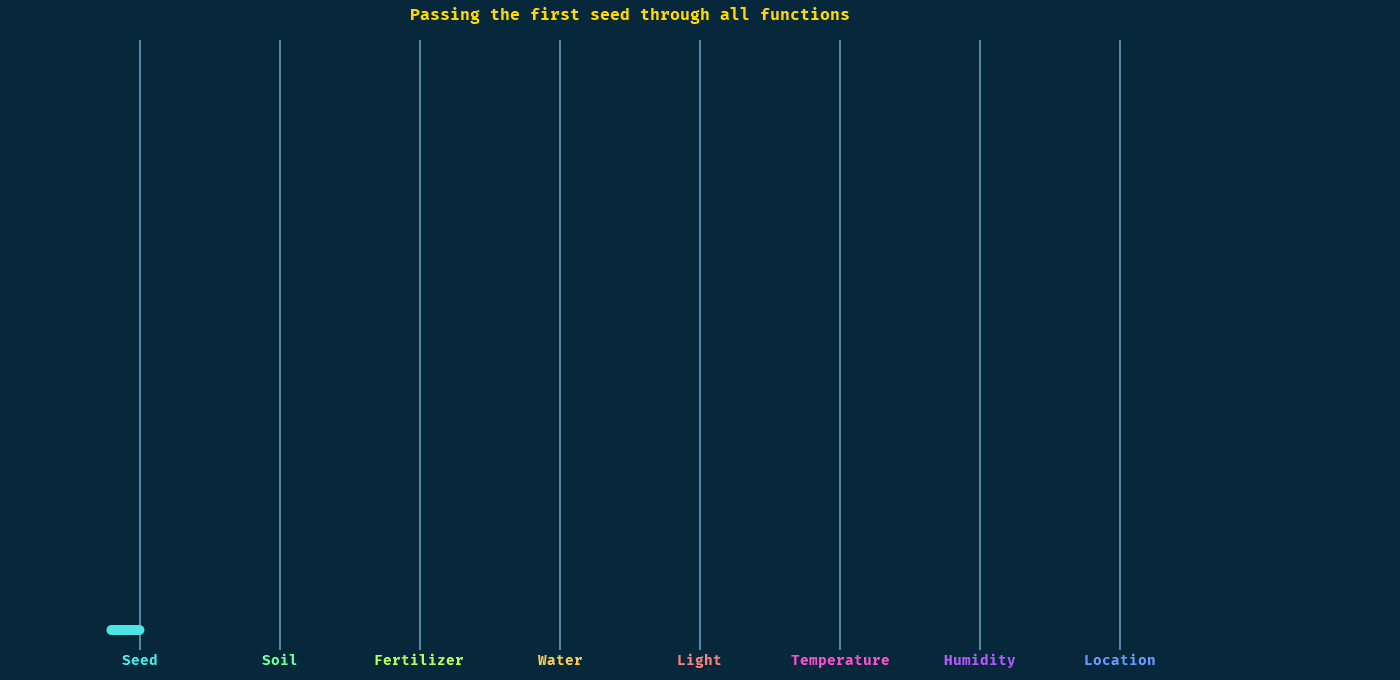 Passing the first seed through all functions
Seed Soil Fertilizer Water Light Temperature Humidity Location